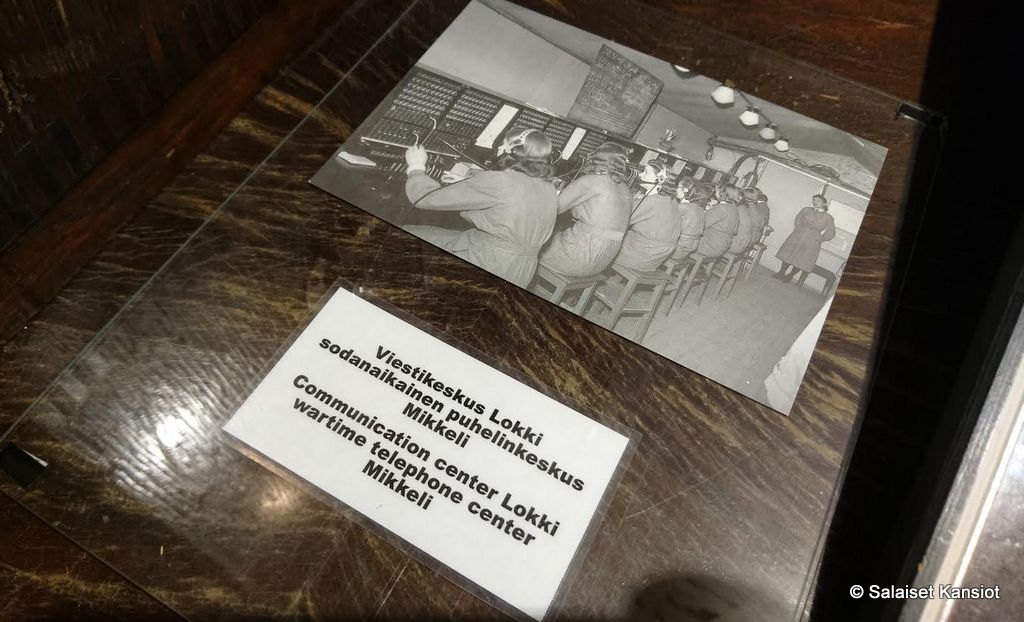 Viestikeskus Lokki
sodanaikainen puhelinkeskus
Mikkeli
Communication center Lokki
wartime telephone center
Mikkeli
© Salaiset Kansiot